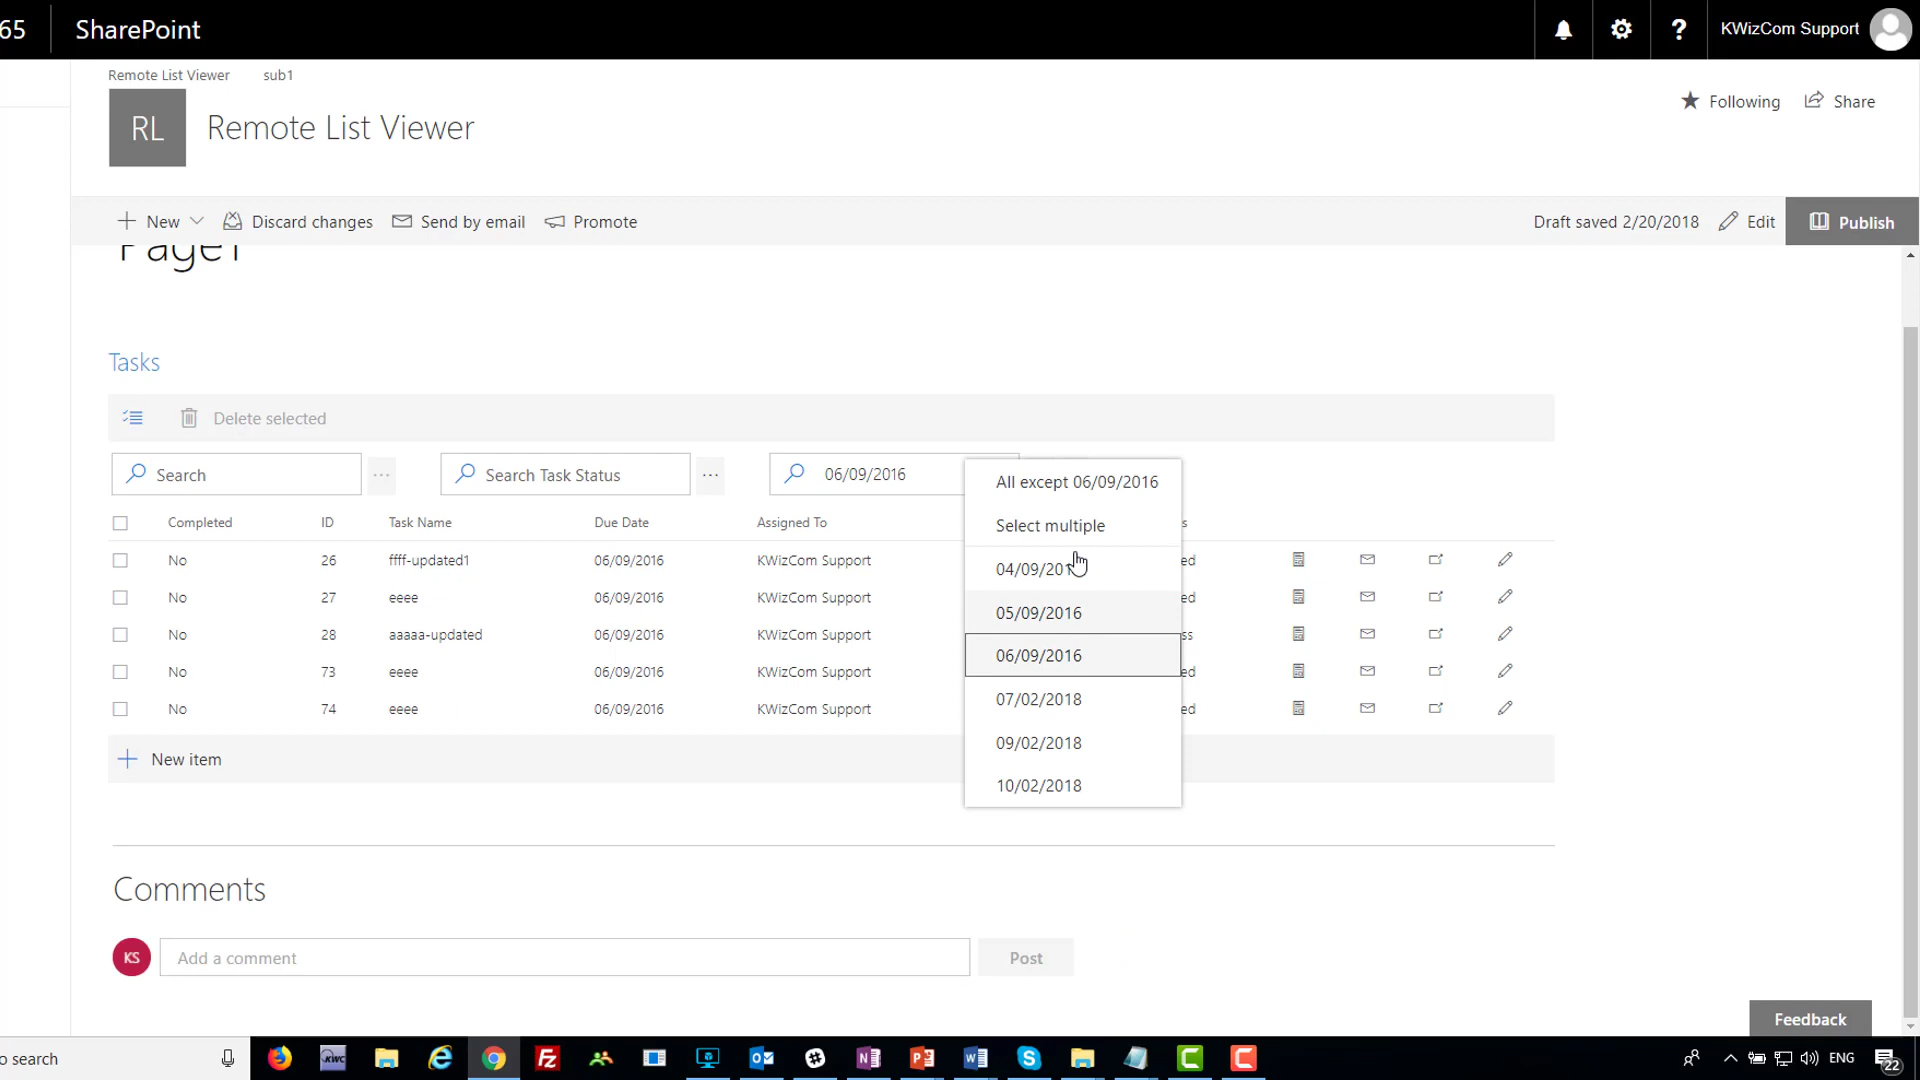 65 SharePoint KWizCom Support
Remote List Viewer sub1
Following Share
RL Remote List Viewer
New Discard changes Send by email Promote Draft saved 2/20/2018 Edit Publish
Page1
Tasks
Delete selected
Search ... Search Task Status ... 06/09/2016
All except 06/09/2016
Select multiple
04/09/201
05/09/2016
06/09/2016
07/02/2018
09/02/2018
10/02/2018
Completed ID Task Name Due Date Assigned To s
No 26 ffff-updated1 06/09/2016 KWizCom Support ed
No 27 eeee 06/09/2016 KWizCom Support ed
No 28 aaaaa-updated 06/09/2016 KWizCom Support ss
No 73 eeee 06/09/2016 KWizCom Support ed
No 74 eeee 06/09/2016 KWizCom Support ed
New item
Comments
KS Add a comment Post
Feedback
o search ENG 22